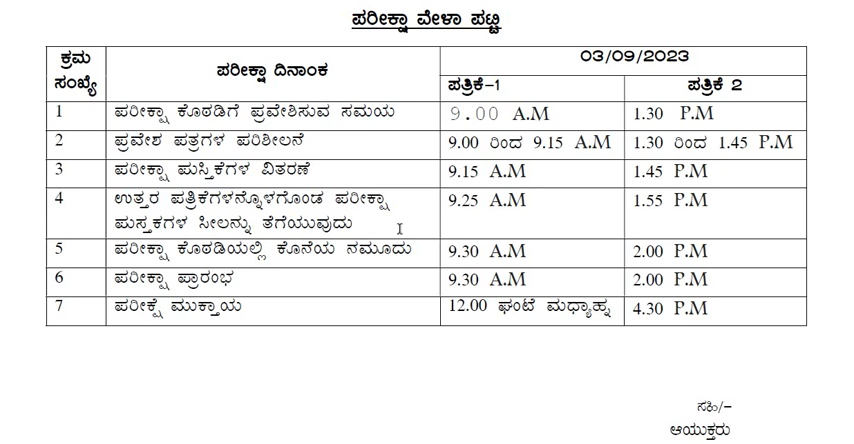 ಪರೀಕ್ಷಾ ವೇಳಾ ಪಟ್ಟಿ
ಕ್ರಮ ಸಂಖ್ಯೆ ಪರೀಕ್ಷಾ ದಿನಾಂಕ 03/09/2023
ಪತ್ರಿಕೆ-1 ಪತ್ರಿಕೆ 2
1 ಪರೀಕ್ಷಾ ಕೊಠಡಿಗೆ ಪ್ರವೇಶಿಸುವ ಸಮಯ 9.00 A.M 1.30 P.M
2 ಪ್ರವೇಶ ಪತ್ರಗಳ ಪರಿಶೀಲನೆ 9.00 ರಿಂದ 9.15 A.M 1.30 ರಿಂದ 1.45 P.M
3 ಪರೀಕ್ಷಾ ಪುಸ್ತಿಕೆಗಳ ವಿತರಣೆ 9.15 A.M 1.45 P.M
4 ಉತ್ತರ ಪತ್ರಿಕೆಗಳನ್ನೊಳಗೊಂಡ ಪರೀಕ್ಷಾ 9.25 A.M 1.55 P.M
ಪುಸ್ತಕಗಳ ಸೀಲನ್ನು ತೆಗೆಯುವುದು
5 ಪರೀಕ್ಷಾ ಕೊಠಡಿಯಲ್ಲಿ ಕೊನೆಯ ನಮೂದು 9.30 A.M 2.00 P.M
6 ಪರೀಕ್ಷಾ ಪ್ರಾರಂಭ 9.30 A.M 2.00 P.M
7 ಪರೀಕ್ಷೆ ಮುಕ್ತಾಯ 12.00 ಘಂಟೆ ಮಧ್ಯಾಹ್ನ 4.30 P.M
ಸಹಿ/-
ಆಯುಕ್ತರು